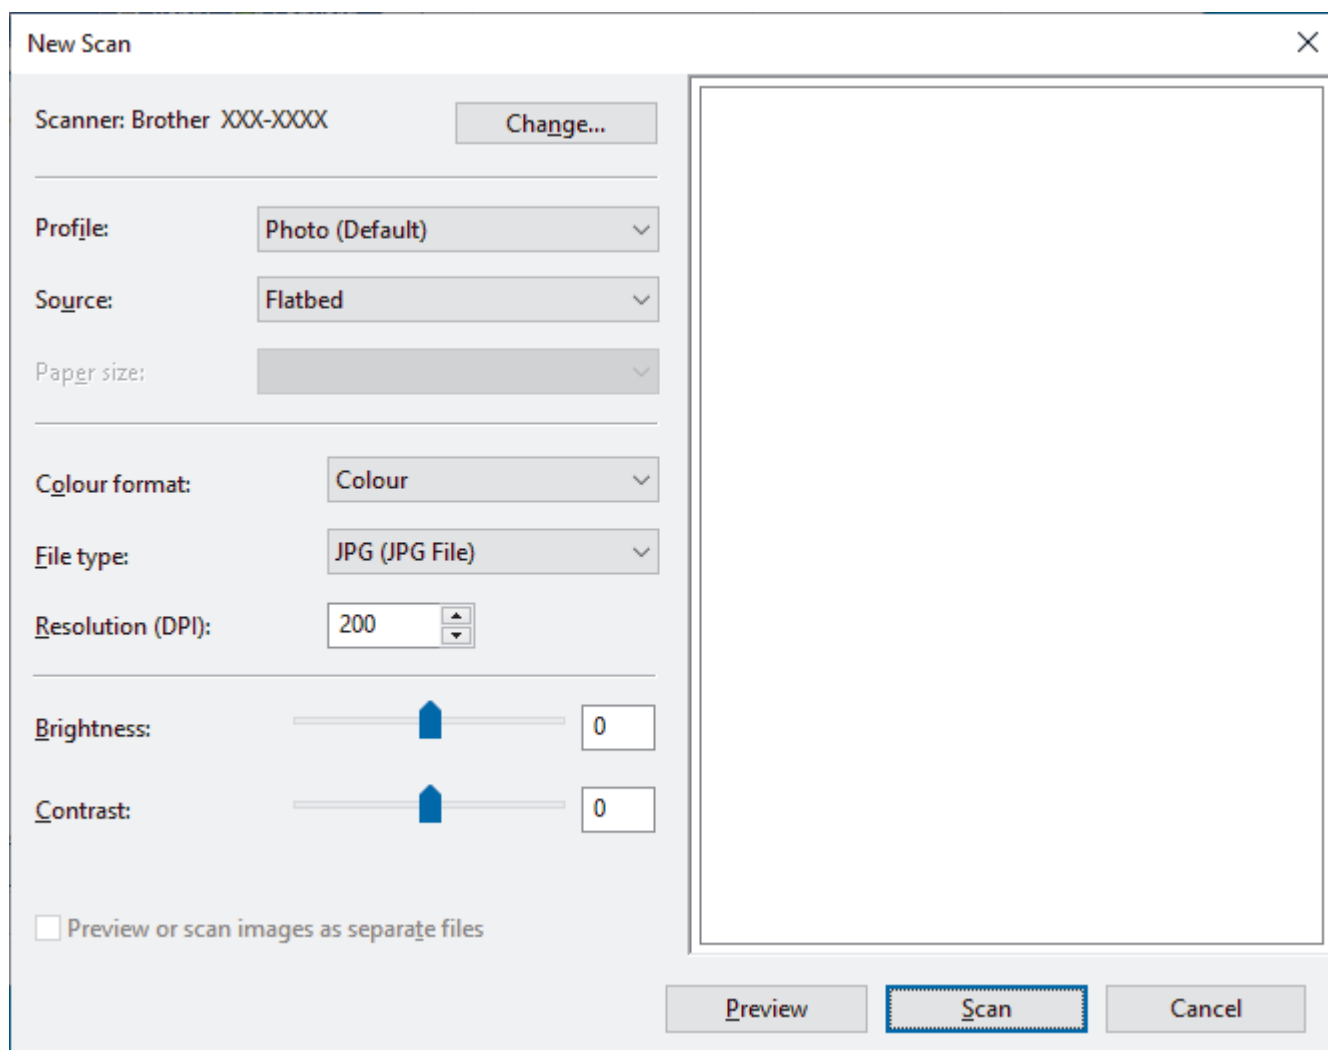 New Scan
Scanner: Brother XXX-XXXX
Change...
Profile:
Photo (Default)
Source:
Flatbed
Paper size:
Colour format:
Colour
File type:
JPG (JPG File)
Resolution (DPI):
200
Brightness:
0
Contrast:
0
Preview or scan images as separate files
Preview
Scan
Cancel